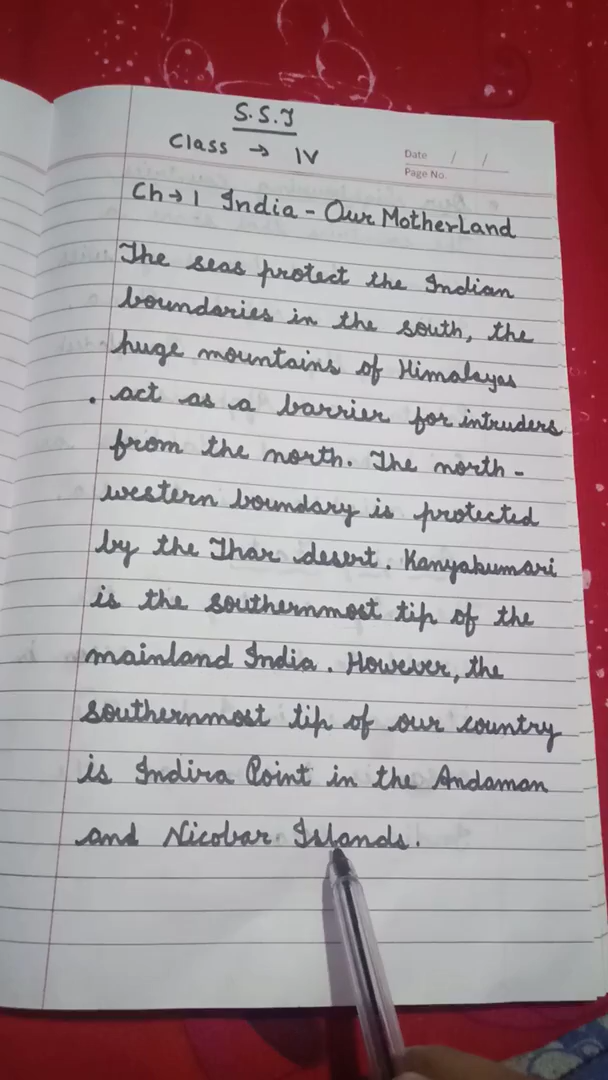 S.S.T
Class → IV
Date / /
Page No.
Ch → 1 India - Our MotherLand
The seas protect the Indian
boundaries in the south, the
huge mountains of Himalayas
act as a barrier for intruders
from the north. The north -
western boundary is protected
by the Thar desert. Kanyakumari
is the southernmost tip of the
mainland India. However, the
southernmost tip of our country
is Indira Point in the Andaman
and Nicobar Islands.